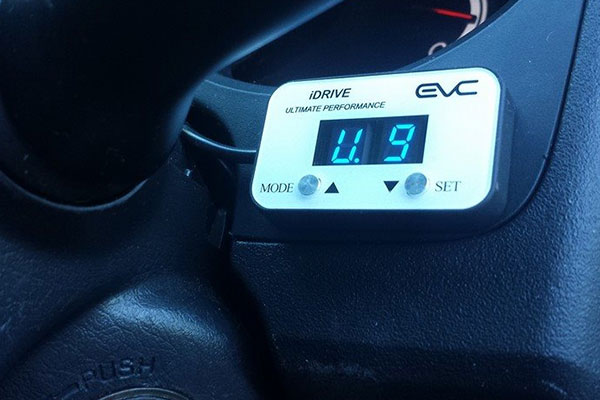 iDRIVE
EVC
ULTIMATE PERFORMANCE
U.9
MODE ▲ ▼ SET
PUSH